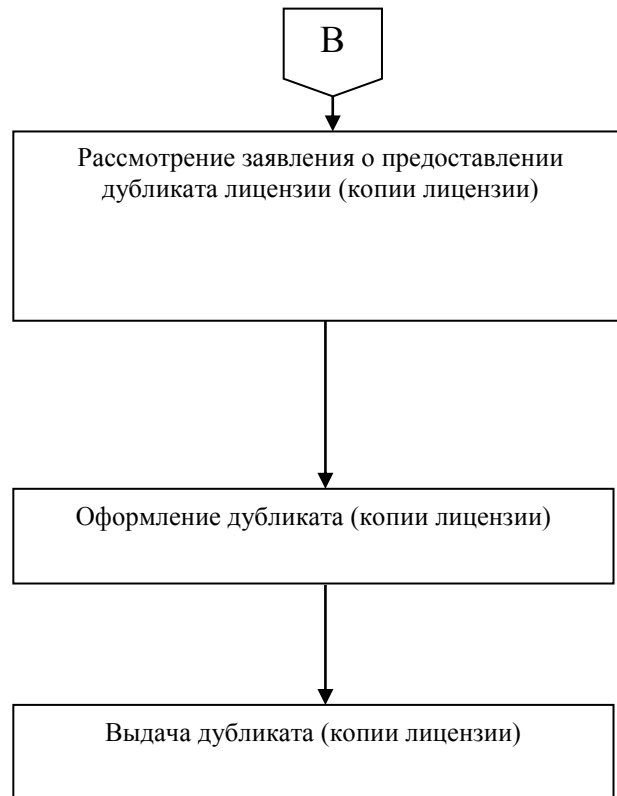 В
Рассмотрение заявления о предоставлении
дубликата лицензии (копии лицензии)
Оформление дубликата (копии лицензии)
Выдача дубликата (копии лицензии)